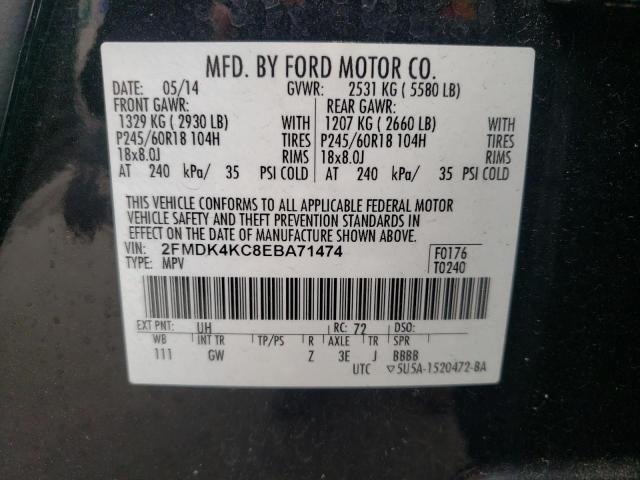 MFD. BY FORD MOTOR CO.
DATE: 05/14 GVWR: 2531 KG ( 5580 LB)
FRONT GAWR: REAR GAWR:
1329 KG ( 2930 LB) WITH 1207 KG ( 2660 LB) WITH
P245/60R18 104H TIRES P245/60R18 104H TIRES
18x8.0J RIMS 18x8.0J RIMS
AT 240 kPa/ 35 PSI COLD AT 240 kPa/ 35 PSI COLD
THIS VEHICLE CONFORMS TO ALL APPLICABLE FEDERAL MOTOR
VEHICLE SAFETY AND THEFT PREVENTION STANDARDS IN
EFFECT ON THE DATE OF MANUFACTURE SHOWN ABOVE.
VIN: 2FMDK4KC8EBA71474 F0176
TYPE: MPV T0240
EXT PNT: UH RC: 72 DSO:
WB INT TR TP/PS R AXLE TR SPR
111 GW Z 3E J BBBB
UTC ▽5U5A-1520472-BA